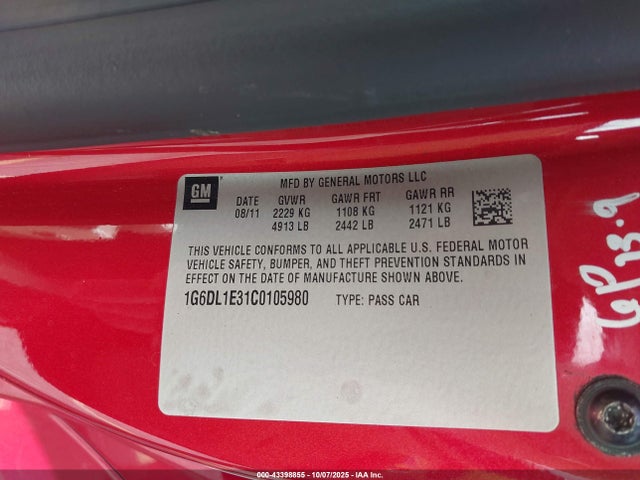 GM
MFD BY GENERAL MOTORS LLC
DATE GVWR GAWR FRT GAWR RR
08/11 2229 KG 1108 KG 1121 KG
4913 LB 2442 LB 2471 LB
THIS VEHICLE CONFORMS TO ALL APPLICABLE U.S. FEDERAL MOTOR
VEHICLE SAFETY, BUMPER, AND THEFT PREVENTION STANDARDS
IN EFFECT ON THE DATE OF MANUFACTURE SHOWN ABOVE.
1G6DL1E31C0105980 TYPE: PASS CAR
GP 13.9
000-43398855 - 10/07/2025 - IAA Inc.